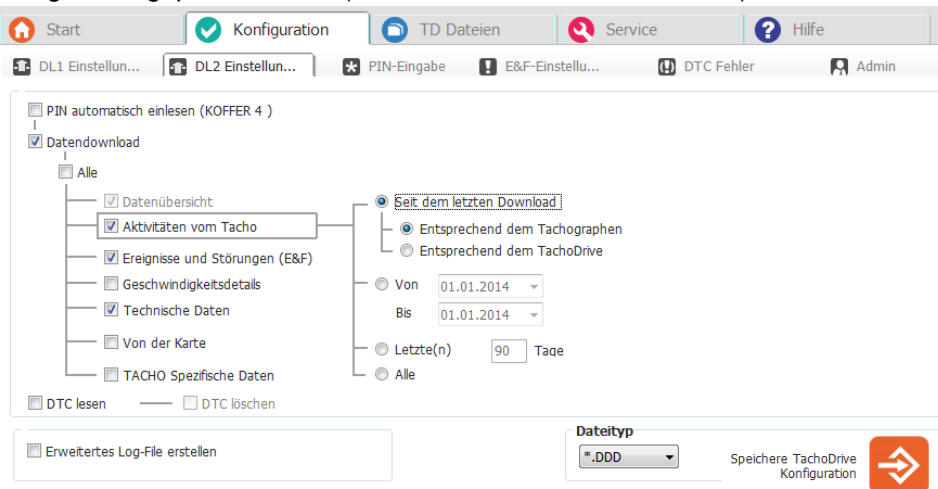 Start
Konfiguration
TD Dateien
Service
Hilfe
DL1 Einstellun...
DL2 Einstellun...
PIN-Eingabe
E&F-Einstellu...
DTC Fehler
Admin
PIN automatisch einlesen (KOFFER 4 )
Datendownload
Alle
Datenübersicht
Aktivitäten vom Tacho
Ereignisse und Störungen (E&F)
Geschwindigkeitsdetails
Technische Daten
Von der Karte
TACHO Spezifische Daten
Seit dem letzten Download
Entsprechend dem Tachographen
Entsprechend dem TachoDrive
Von 01.01.2014
Bis 01.01.2014
Letzte(n) 90 Tage
Alle
DTC lesen
DTC löschen
Erweitertes Log-File erstellen
Dateityp
*.DDD
Speichere TachoDrive
Konfiguration